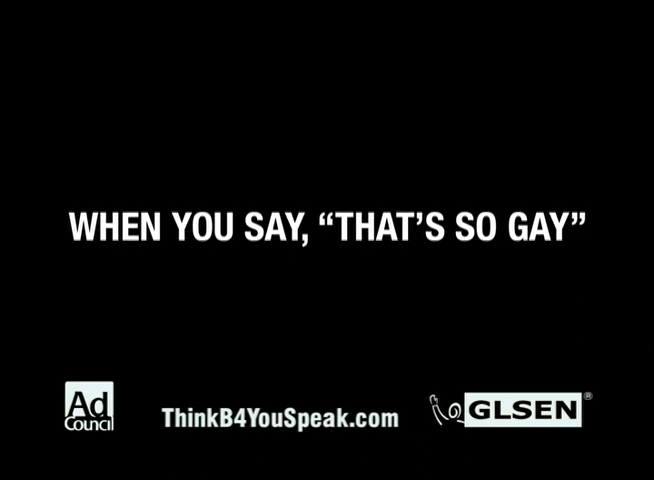 WHEN YOU SAY, “THAT’S SO GAY”
Ad
Council
ThinkB4YouSpeak.com
GLSEN®